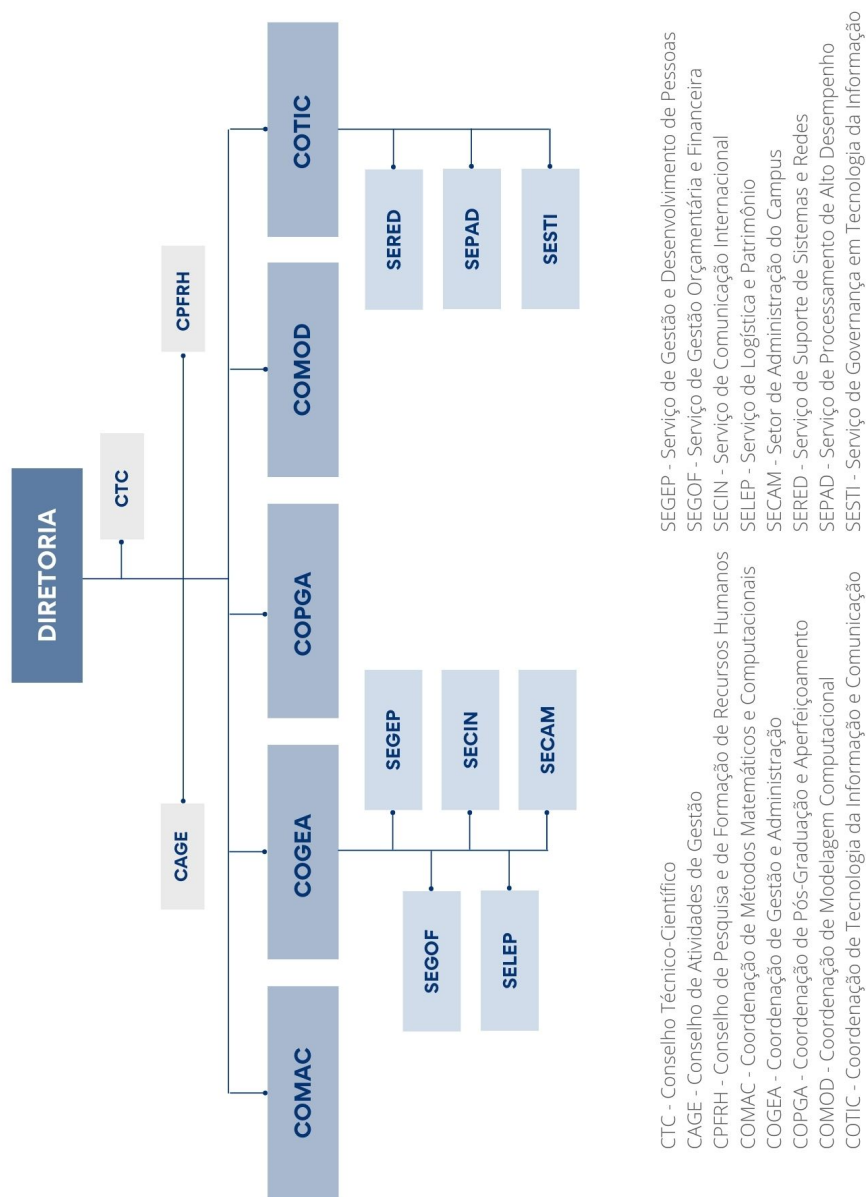 DIRETORIA
CTC
CAGE
CPFRH
COMAC
COGEA
COPGA
COMOD
COTIC
SEGEP
SEGOF
SECIN
SELEP
SECAM
SERED
SEPAD
SESTI
CTC - Conselho Técnico-Científico
CAGE - Conselho de Atividades de Gestão
CPFRH - Conselho de Pesquisa e de Formação de Recursos Humanos
COMAC - Coordenação de Métodos Matemáticos e Computacionais
COGEA - Coordenação de Gestão e Administração
COPGA - Coordenação de Pós-Graduação e Aperfeiçoamento
COMOD - Coordenação de Modelagem Computacional
COTIC - Coordenação de Tecnologia da Informação e Comunicação
SEGEP - Serviço de Gestão e Desenvolvimento de Pessoas
SEGOF - Serviço de Gestão Orçamentária e Financeira
SECIN - Serviço de Comunicação Internacional
SELEP - Serviço de Logística e Patrimônio
SECAM - Setor de Administração do Campus
SERED - Serviço de Suporte de Sistemas e Redes
SEPAD - Serviço de Processamento de Alto Desempenho
SESTI - Serviço de Governança em Tecnologia da Informação